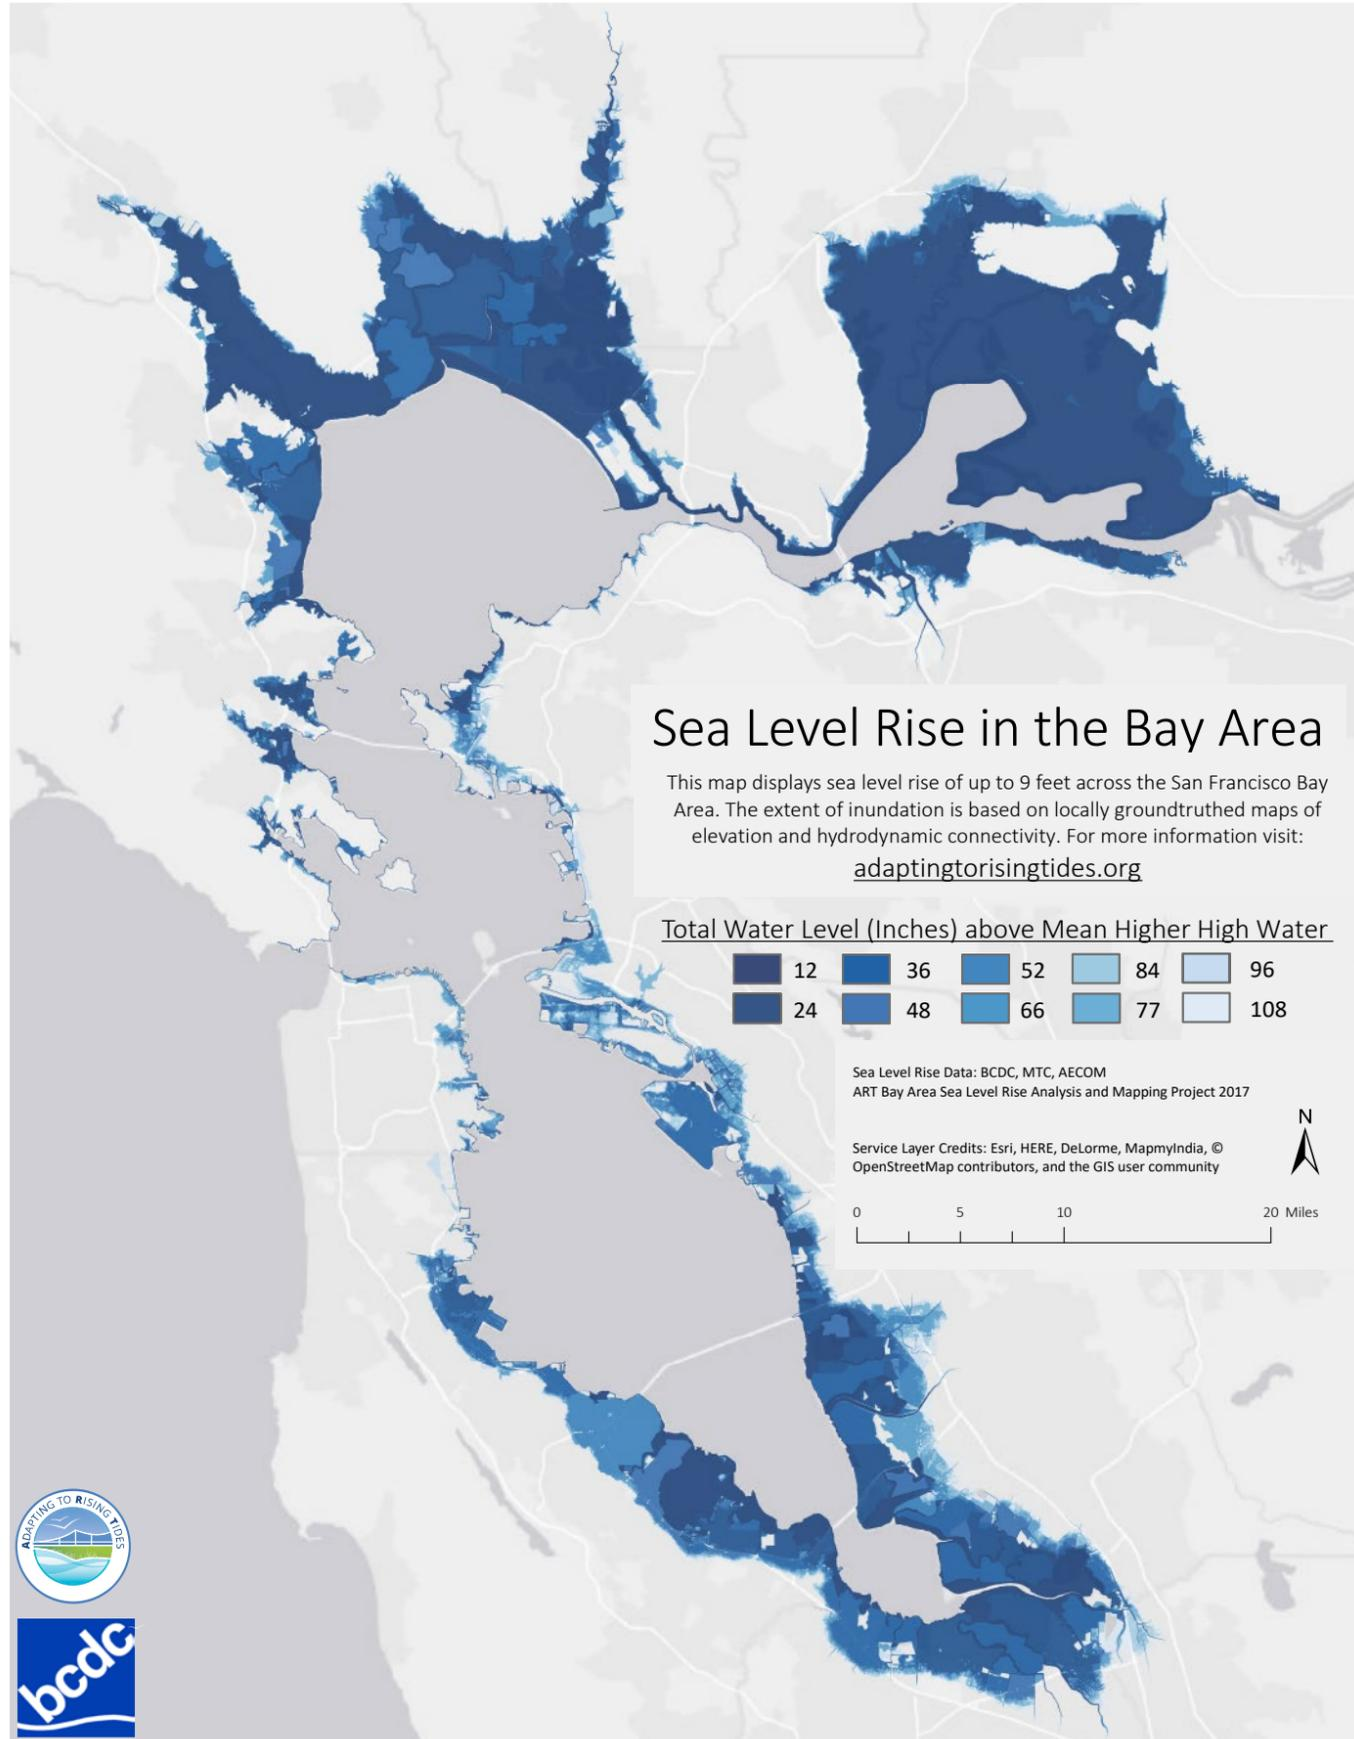 Sea Level Rise in the Bay Area
This map displays sea level rise of up to 9 feet across the San Francisco Bay
Area. The extent of inundation is based on locally groundtruthed maps of
elevation and hydrodynamic connectivity. For more information visit:
adaptingtorisingtides.org
Total Water Level (Inches) above Mean Higher High Water
12 36 52 84 96
24 48 66 77 108
Sea Level Rise Data: BCDC, MTC, AECOM
ART Bay Area Sea Level Rise Analysis and Mapping Project 2017
N
Service Layer Credits: Esri, HERE, DeLorme, MapmyIndia, ©
OpenStreetMap contributors, and the GIS user community
0 5 10 20 Miles
ADAPTING TO RISING TIDES
bcdc